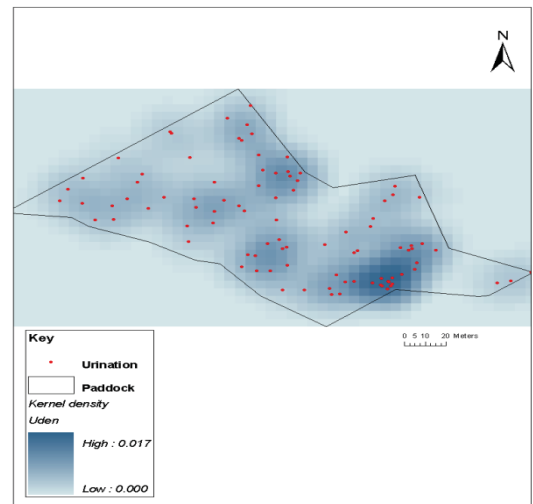 N
0 5 10 20 Meters
Key
Urination
Paddock
Kernel density
Uden
High : 0.017
Low : 0.000